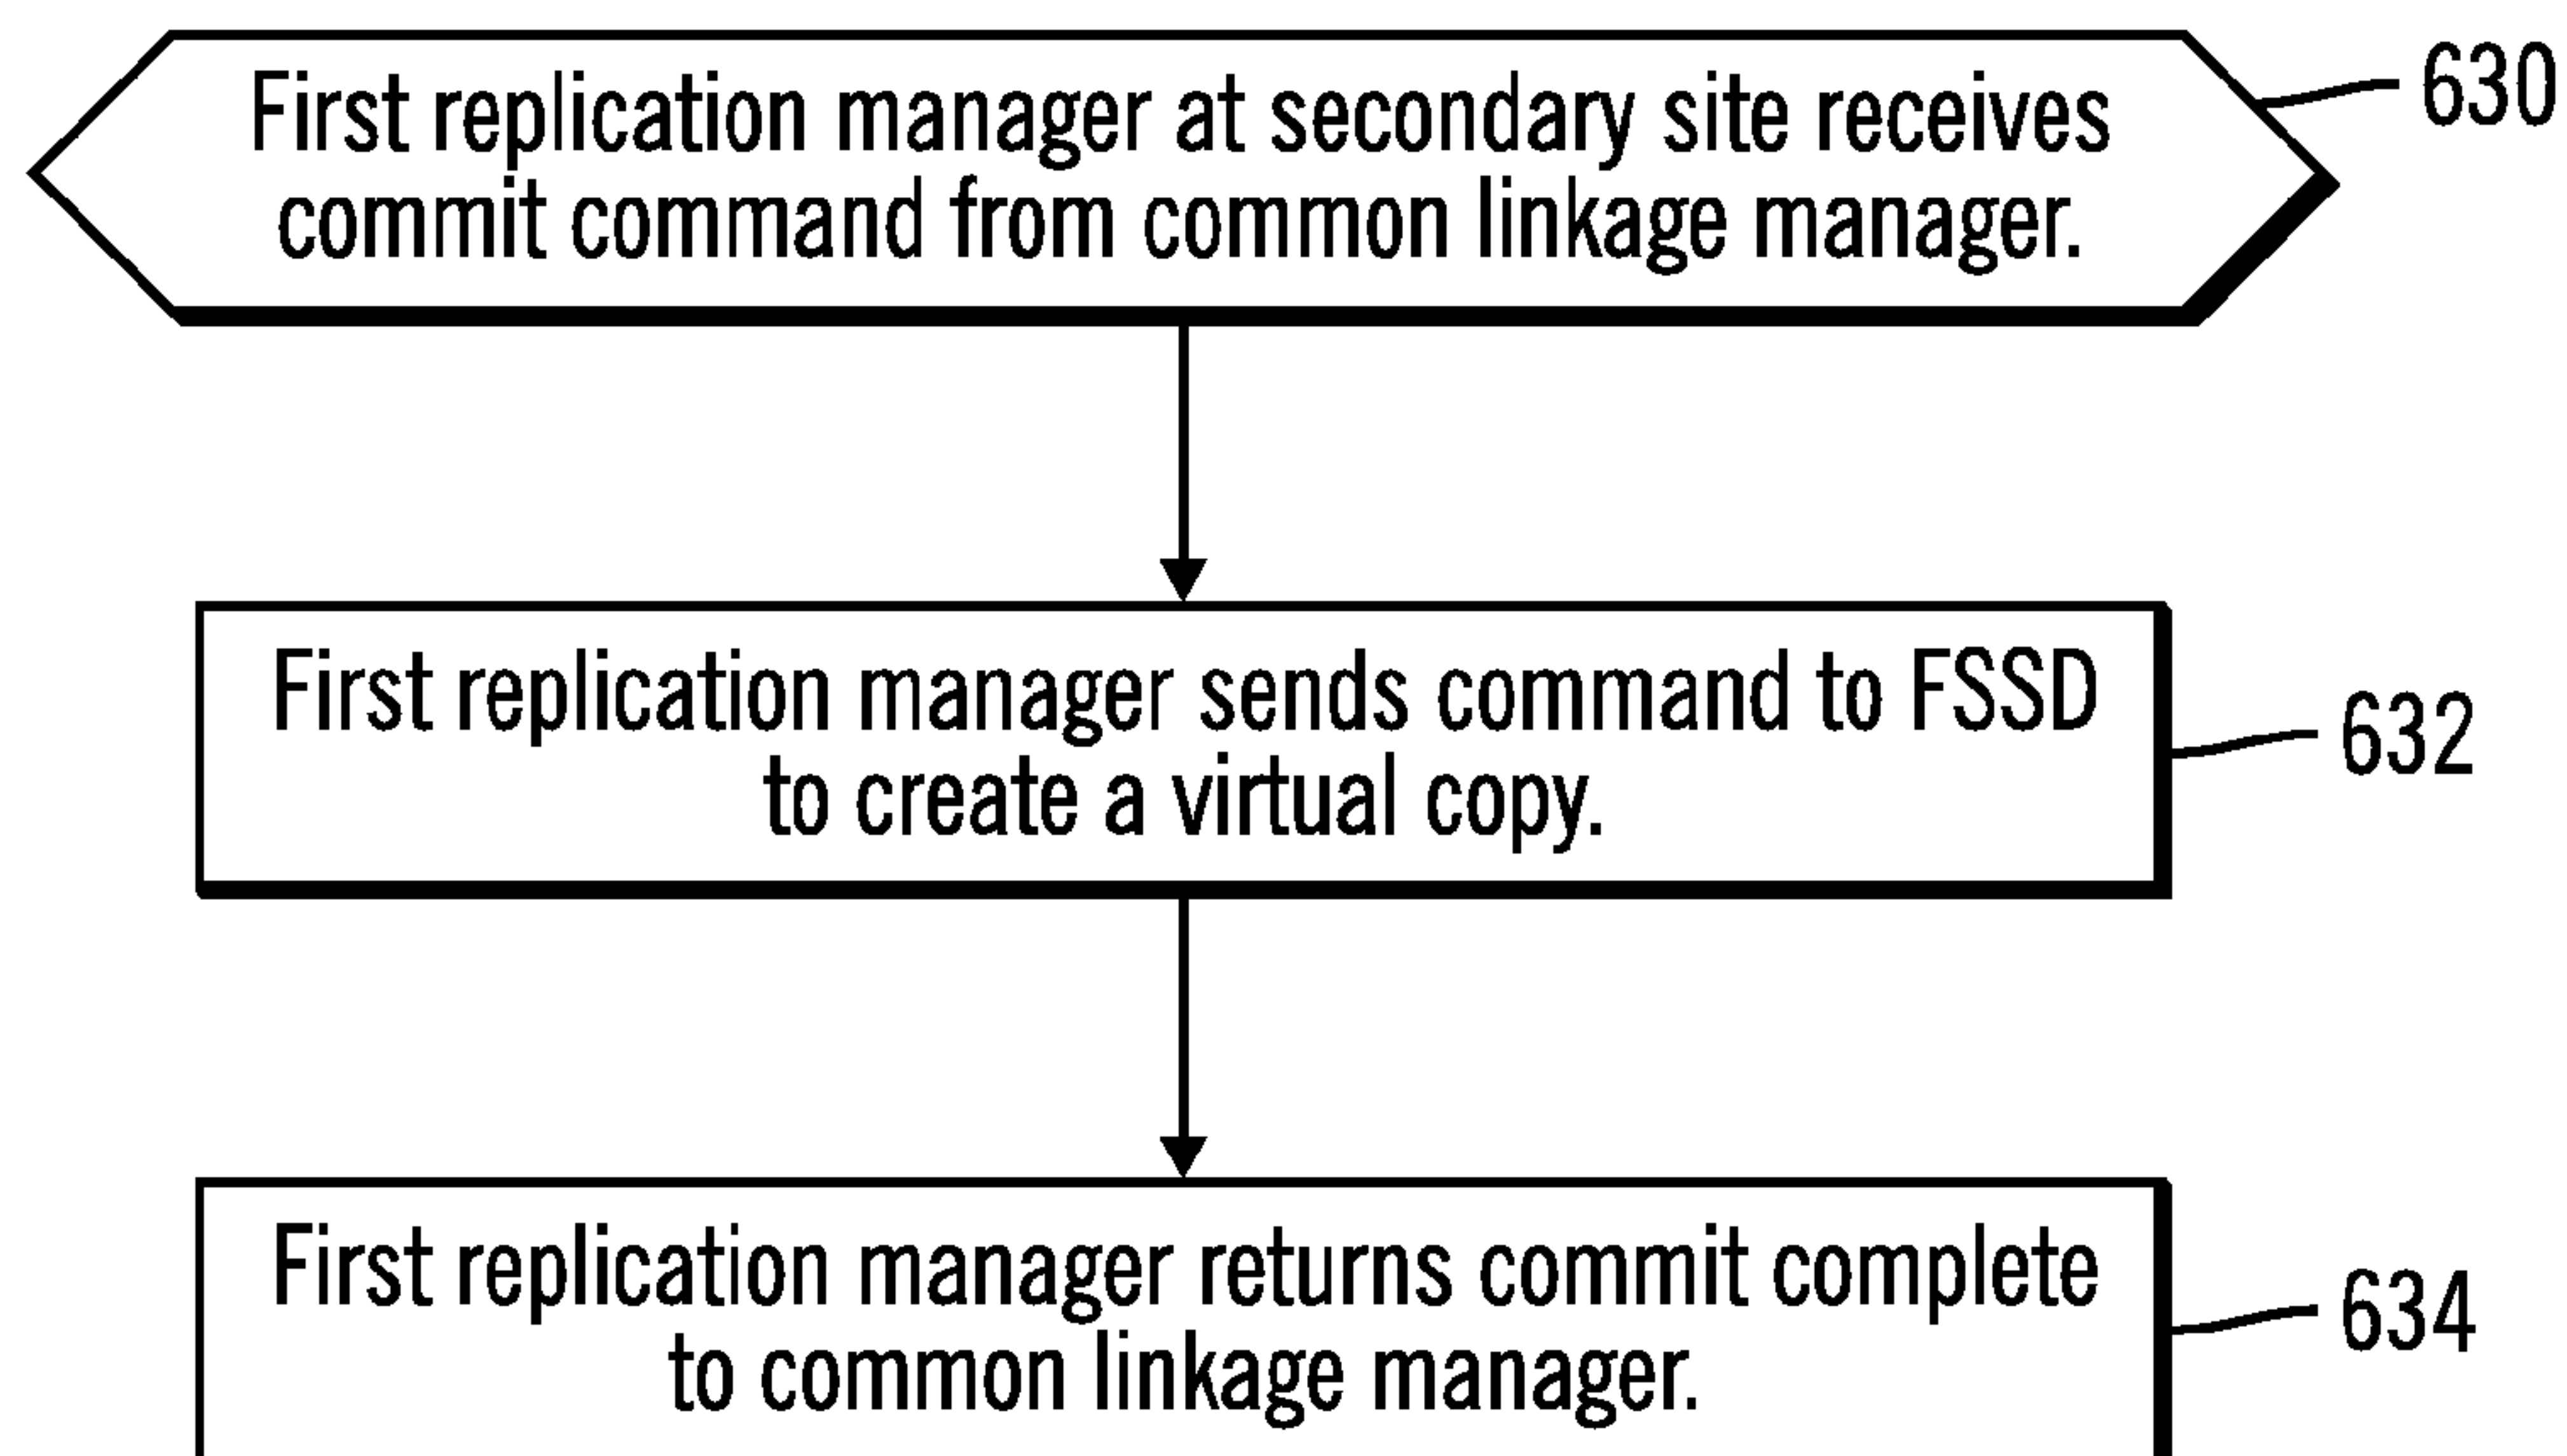 First replication manager at secondary site receives
commit command from common linkage manager.
630
First replication manager sends command to FSSD
to create a virtual copy.
632
First replication manager returns commit complete
to common linkage manager.
634